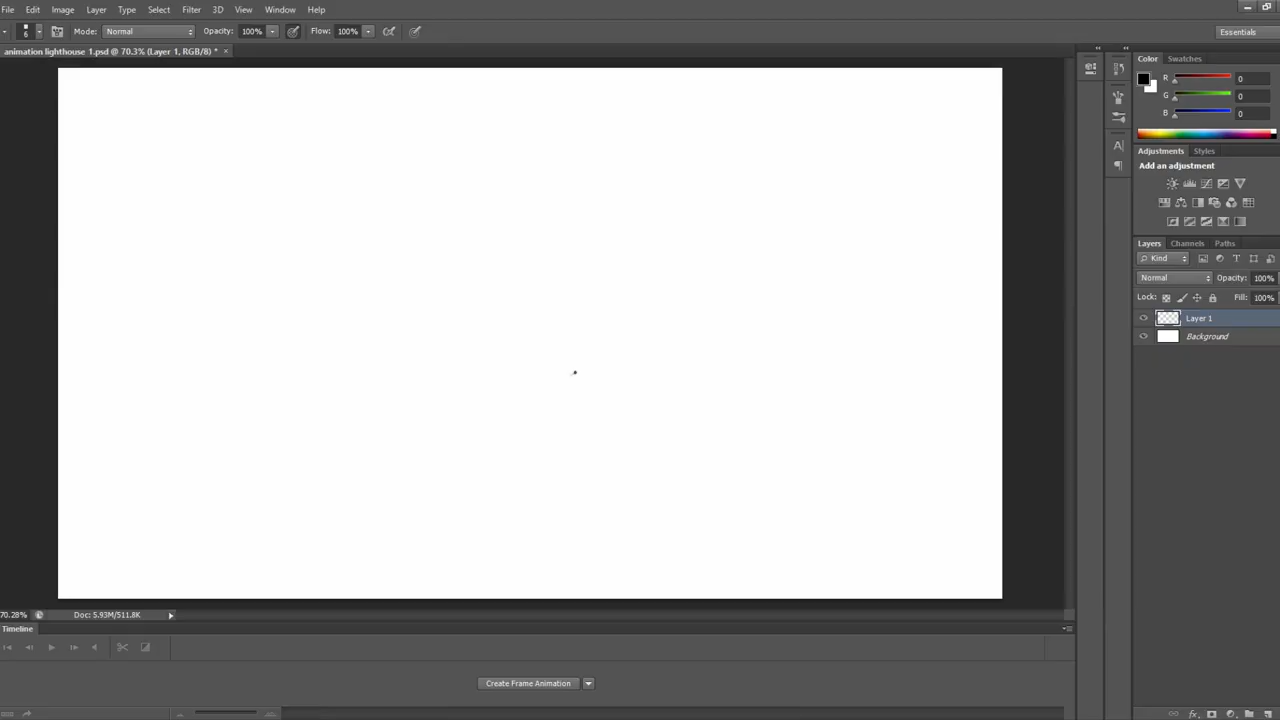 File Edit Image Layer Type Select Filter 3D View Window Help
6 Mode: Normal Opacity: 100% Flow: 100% Essentials
animation lighthouse 1.psd @ 70.3% (Layer 1, RGB/8) * ×
Color Swatches
R 0
G 0
B 0
Adjustments Styles
Add an adjustment
Layers Channels Paths
Kind
Normal Opacity: 100%
Lock: Fill: 100%
Layer 1
Background
70.28% Doc: 5.93M/511.8K
Timeline
Create Frame Animation